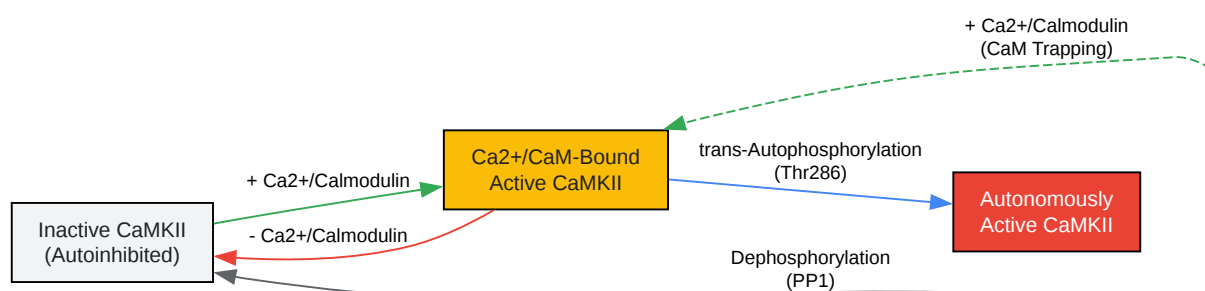 + Ca2+/Calmodulin
(CaM Trapping)
Ca2+/CaM-Bound
Active CaMKII
trans-Autophosphorylation
(Thr286)
+ Ca2+/Calmodulin
Autonomously
Active CaMKII
Inactive CaMKII
(Autoinhibited)
- Ca2+/Calmodulin
Dephosphorylation
(PP1)